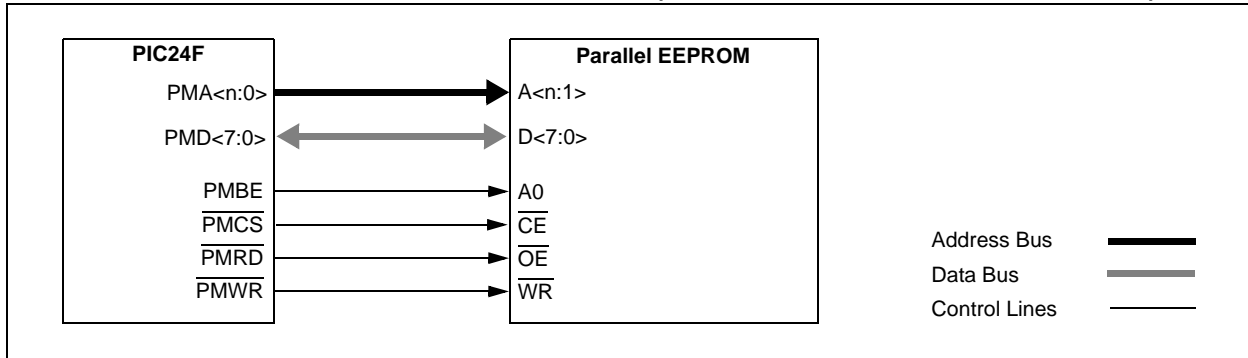 PIC24F
PMA<n:0>
PMD<7:0>
PMBE
PMCS
PMRD
PMWR
Parallel EEPROM
A<n:1>
D<7:0>
A0
CE
OE
WR
Address Bus
Data Bus
Control Lines